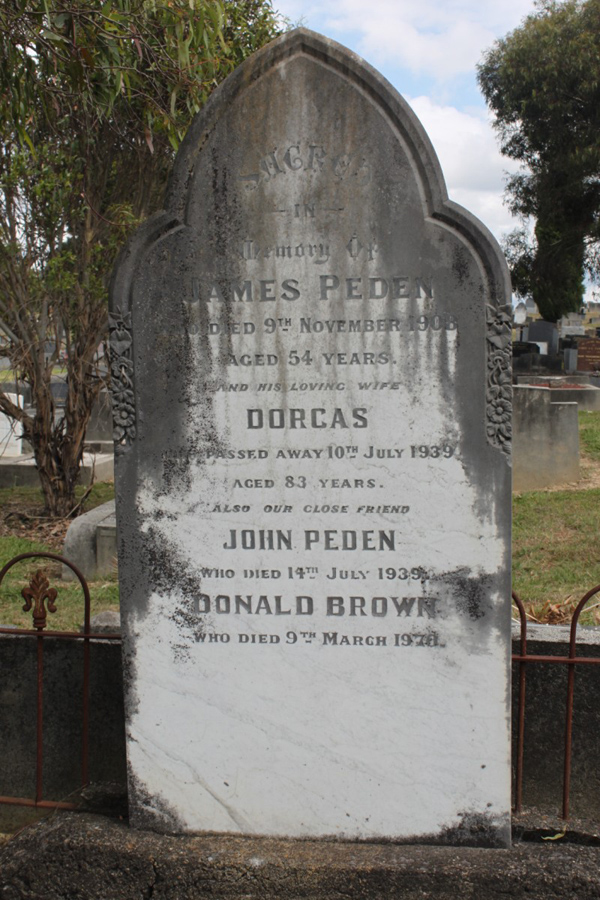 SACRED
IN
Memory Of
JAMES PEDEN
DIED 9TH NOVEMBER
AGED 54 YEARS.
AND HIS LOVING WIFE
DORCAS
PASSED AWAY 10TH JULY 1939
AGED 83 YEARS.
ALSO OUR CLOSE FRIEND
JOHN PEDEN
WHO DIED 14TH JULY 1939.
DONALD BROWN
WHO DIED 9TH MARCH